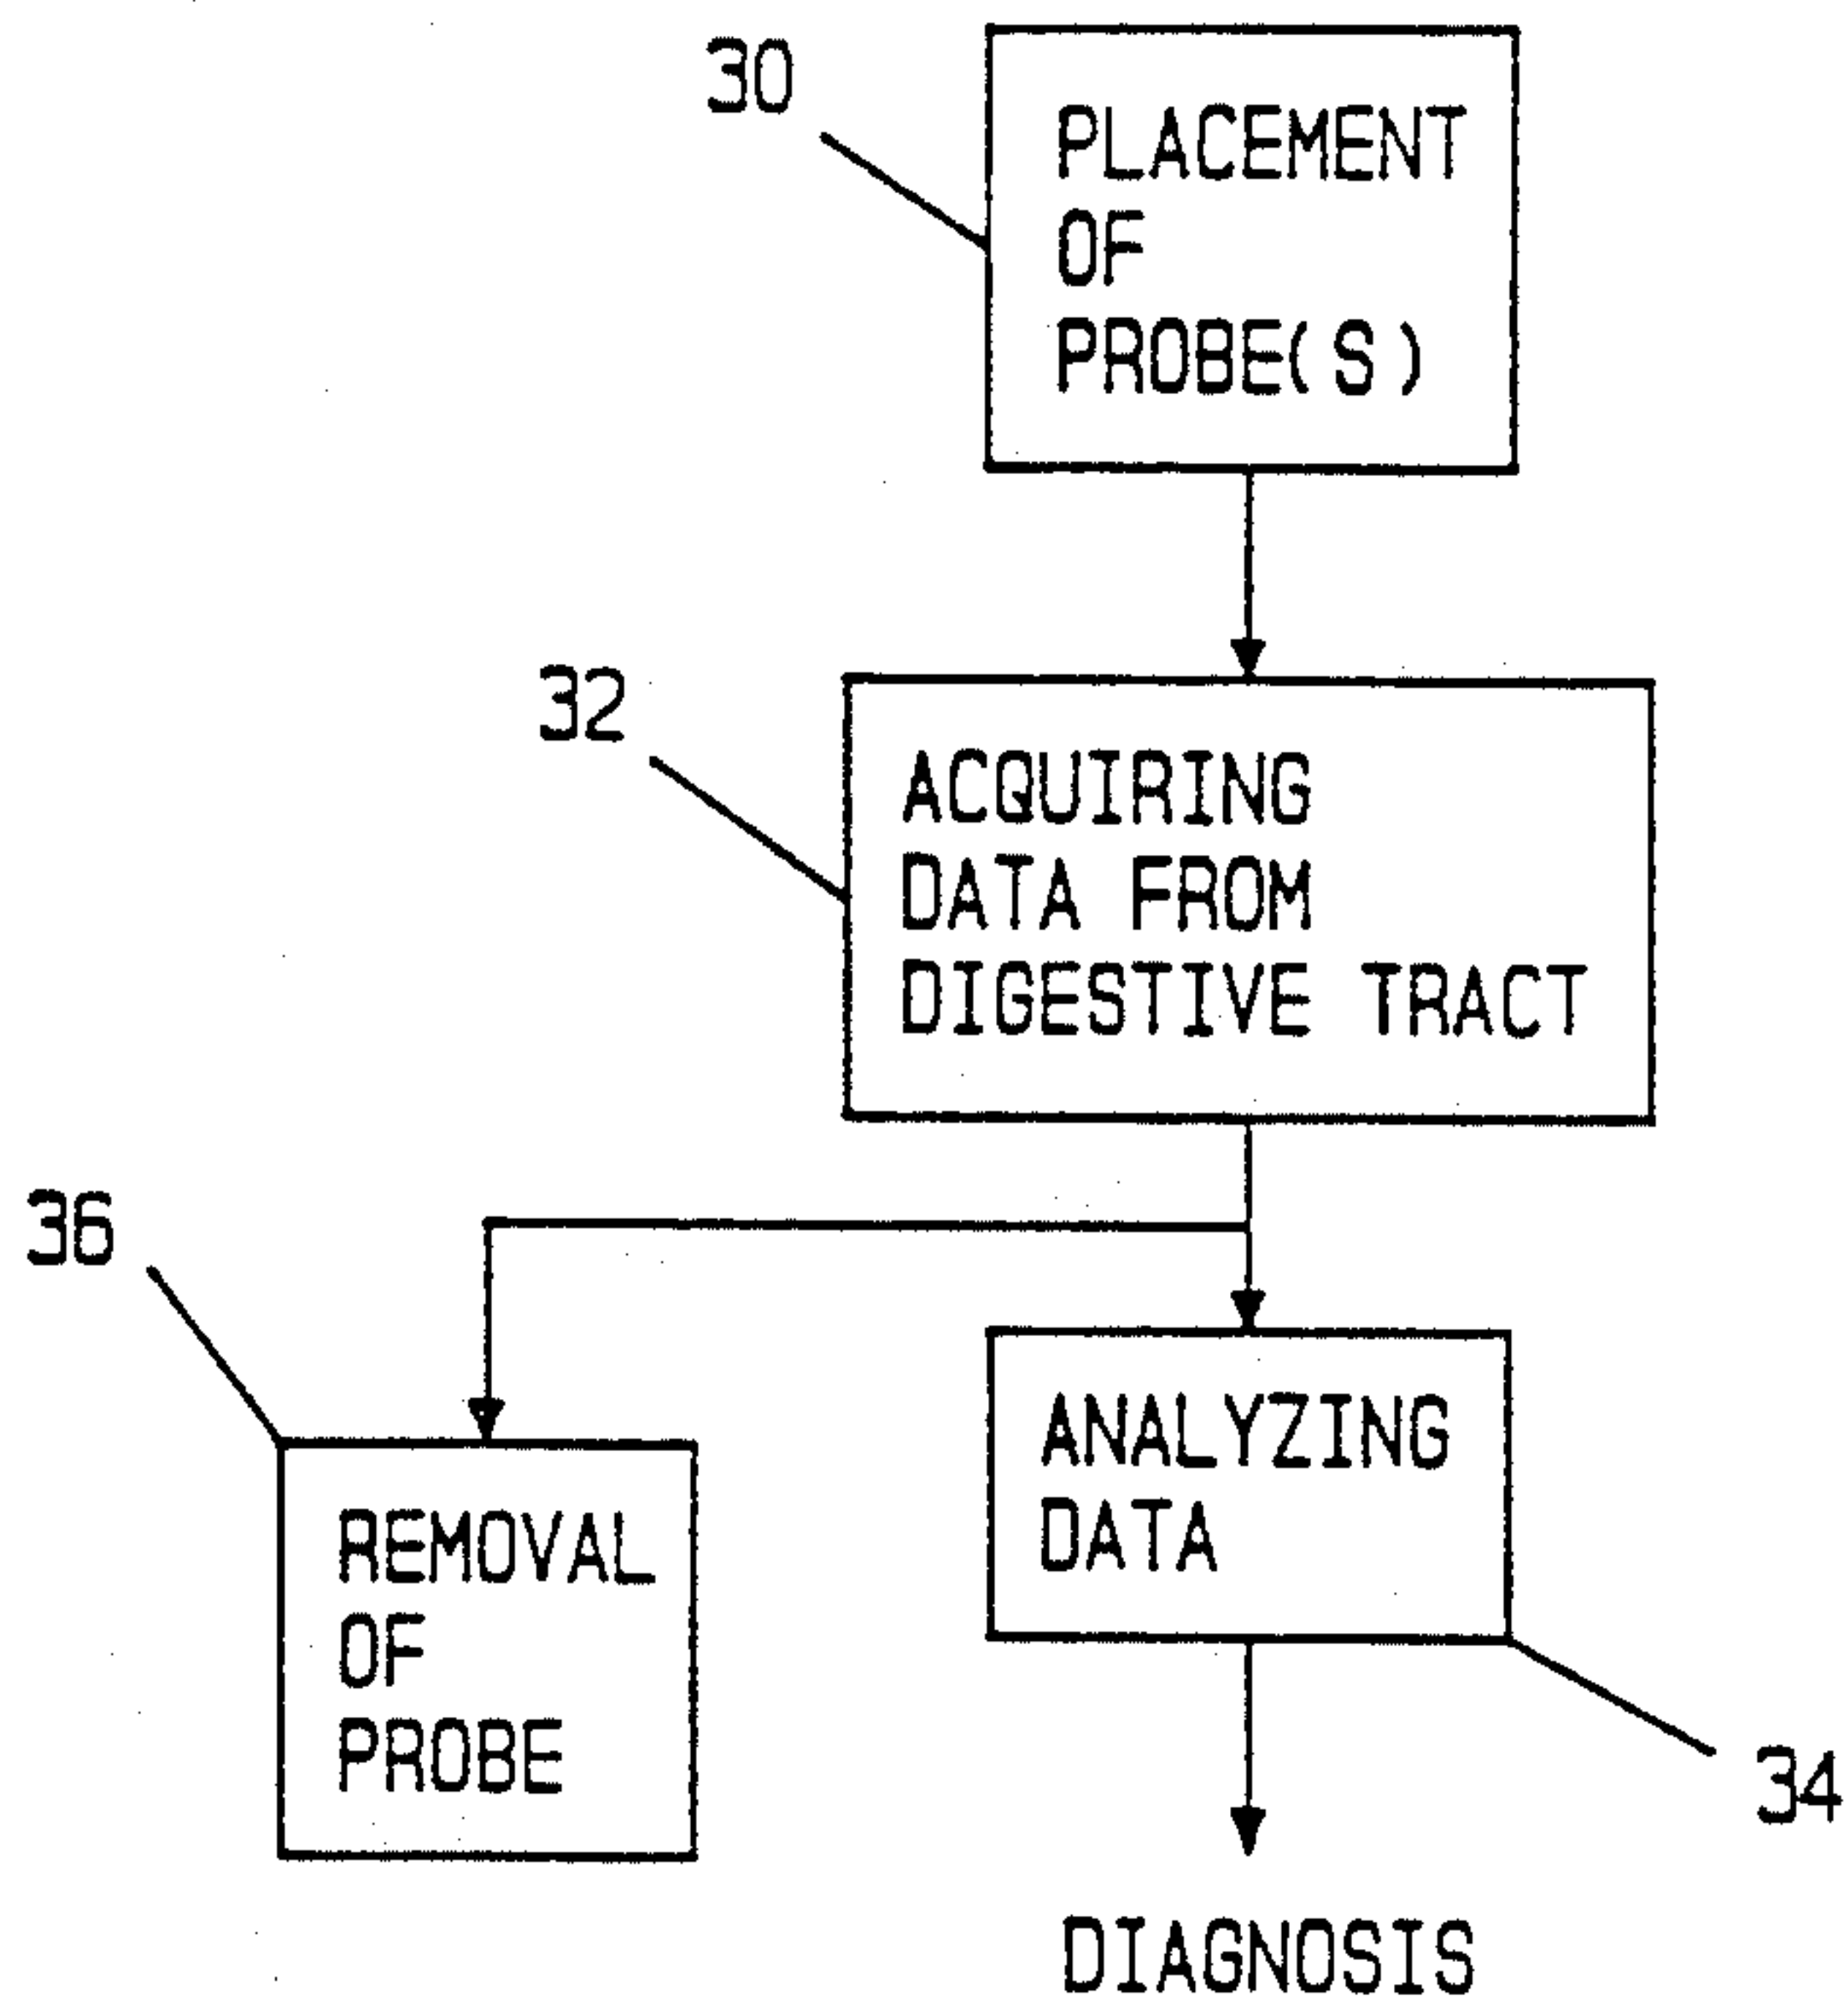 30
PLACEMENT
OF
PROBE(S)
32
ACQUIRING
DATA FROM
DIGESTIVE TRACT
36
REMOVAL
OF
PROBE
ANALYZING
DATA
34
DIAGNOSIS